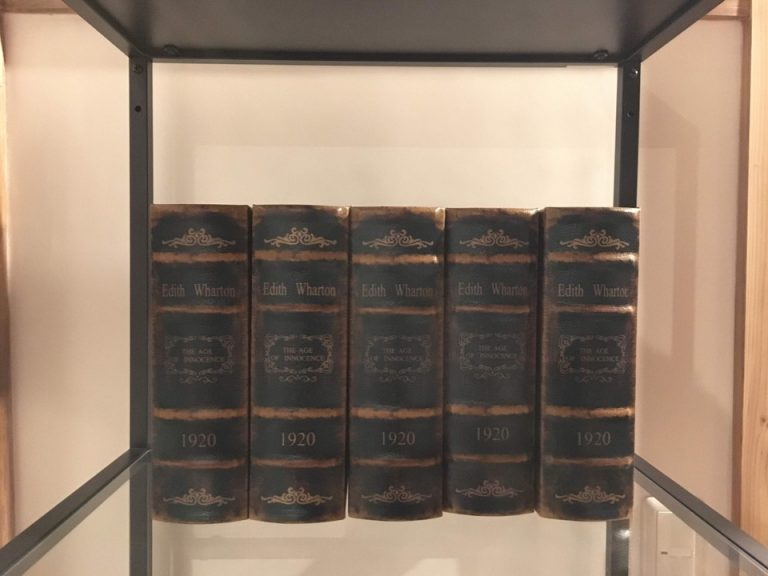 Edith Wharton
THE AGE
OF INNOCENCE
1920
Edith Wharton
THE AGE
OF INNOCENCE
1920
Edith Wharton
THE AGE
OF INNOCENCE
1920
Edith Wharton
THE AGE
OF INNOCENCE
1920
Edith Wharton
THE AGE
OF INNOCENCE
1920